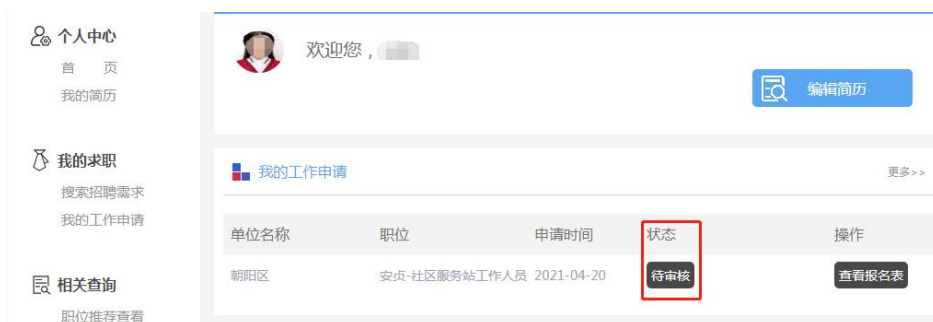 个人中心
首 页
我的简历
我的求职
搜索招聘需求
我的工作申请
相关查询
职位推荐查看
欢迎您，
编辑简历
我的工作申请
更多>>
单位名称 职位 申请时间 状态 操作
朝阳区 安贞-社区服务站工作人员 2021-04-20 待审核 查看报名表